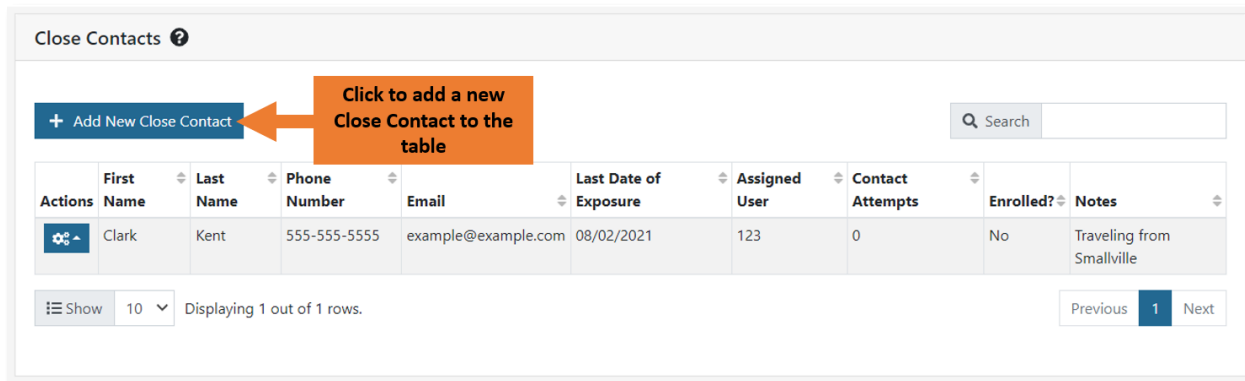 Close Contacts
+ Add New Close Contact
Click to add a new
Close Contact to the
table
Search
Actions First Name Last Name Phone Number Email Last Date of Exposure Assigned User Contact Attempts Enrolled? Notes
Clark Kent 555-555-5555 example@example.com 08/02/2021 123 0 No Traveling from
Smallville
Show 10 Displaying 1 out of 1 rows. Previous 1 Next